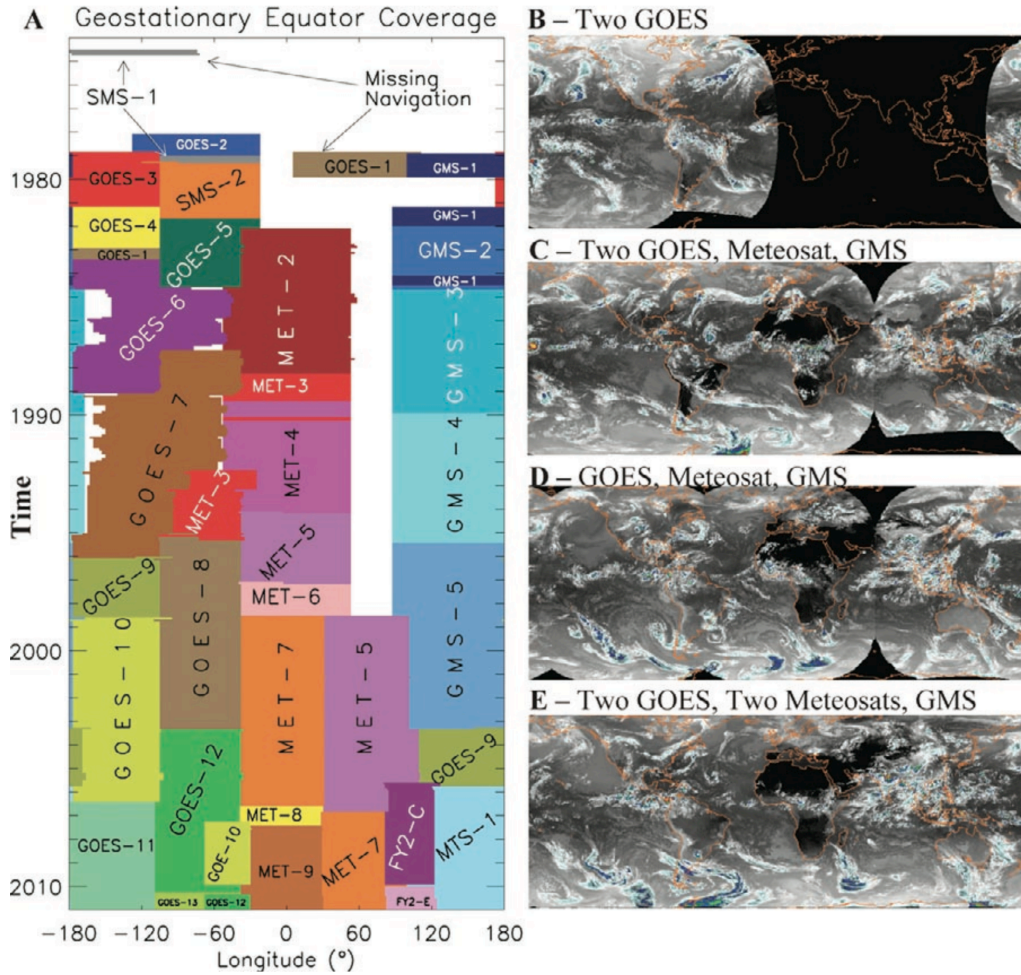 A Geostationary Equator Coverage
Missing
Navigation
SMS-1
GOES-2
GOES-3
SMS-2
GOES-1
GMS-1
1980
GOES-4
GOES-5
GMS-1
GMS-2
GOES-1
GMS-1
GOES-6
MET-2
GMS-3
MET-3
1990
GOES-7
MET-4
GMS-4
MET-3
MET-5
GOES-9
GOES-8
MET-6
GMS-5
GOES-10
MET-7
MET-5
2000
GOES-12
GOES-9
GOES-11
GOE-10
MET-8
MET-9
MET-7
FY2-C
MTS-1
2010
GOES-13
GOES-12
FY2-E
Time
-180 -120 -60 0 60 120 180
Longitude (°)
B – Two GOES
C – Two GOES, Meteosat, GMS
D – GOES, Meteosat, GMS
E – Two GOES, Two Meteosats, GMS